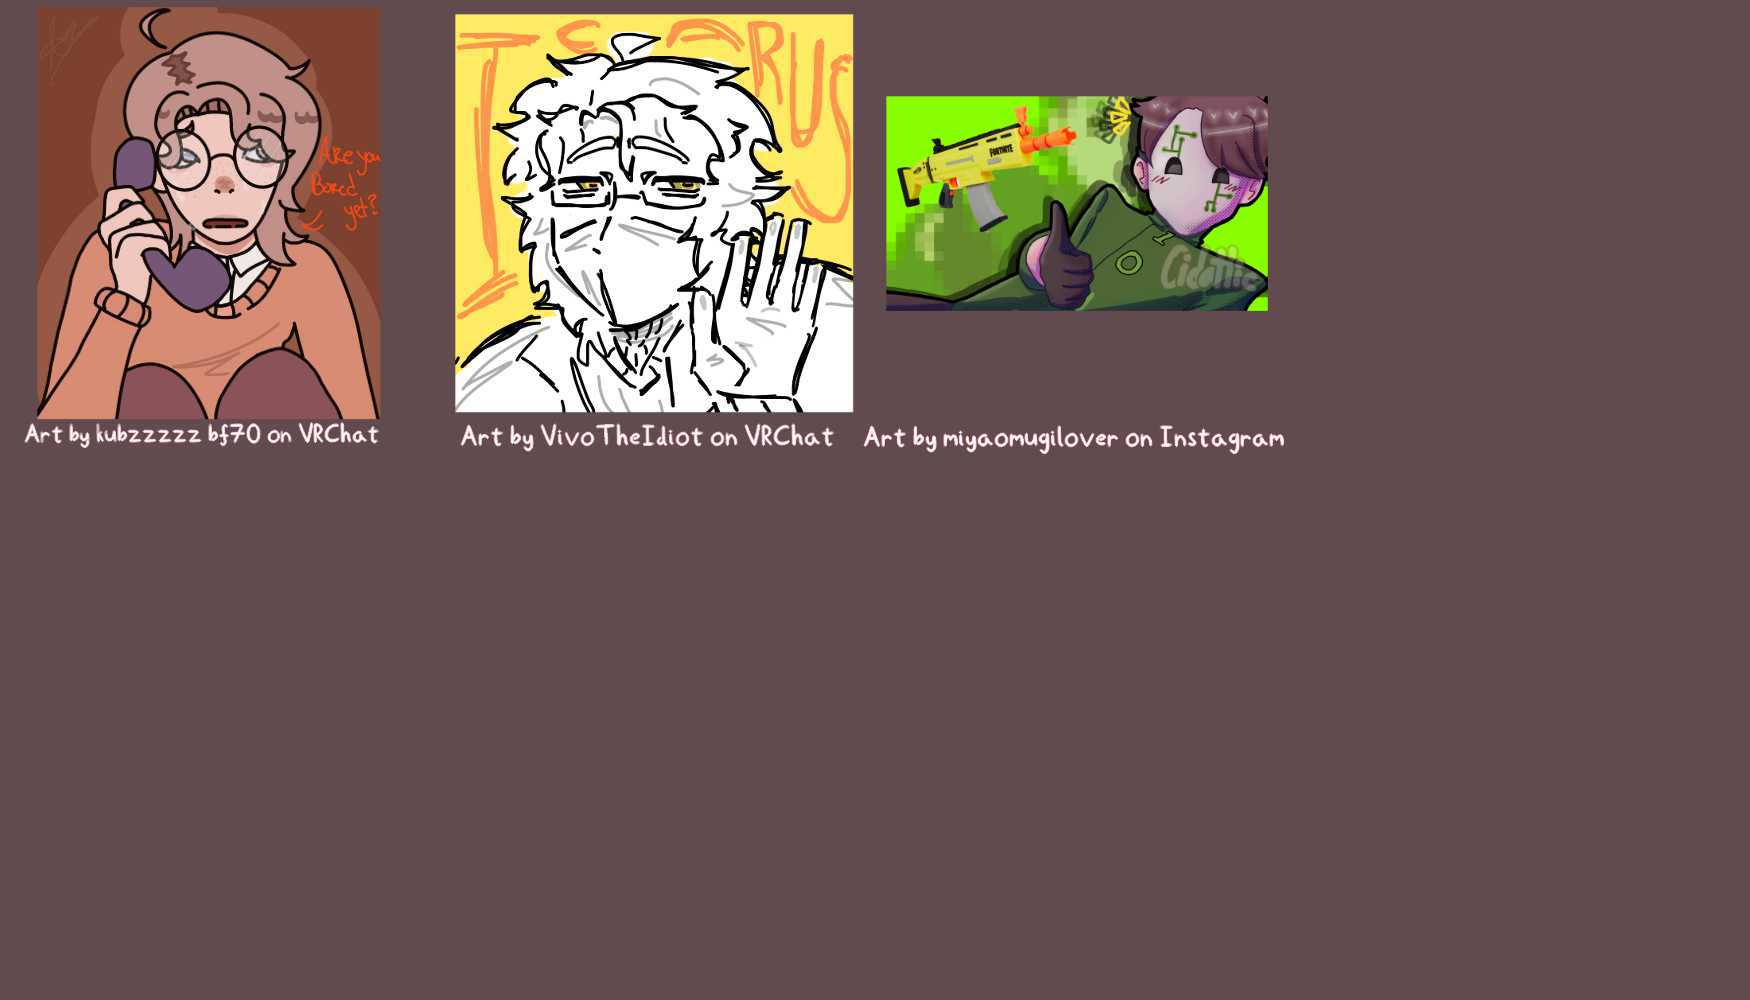 Are you
Bored
yet?
Art by kubzzzzz bf70 on VRChat
ICARUS
Art by VivoTheIdiot on VRChat
FORTNITE
Art by miyaomugilover on Instagram